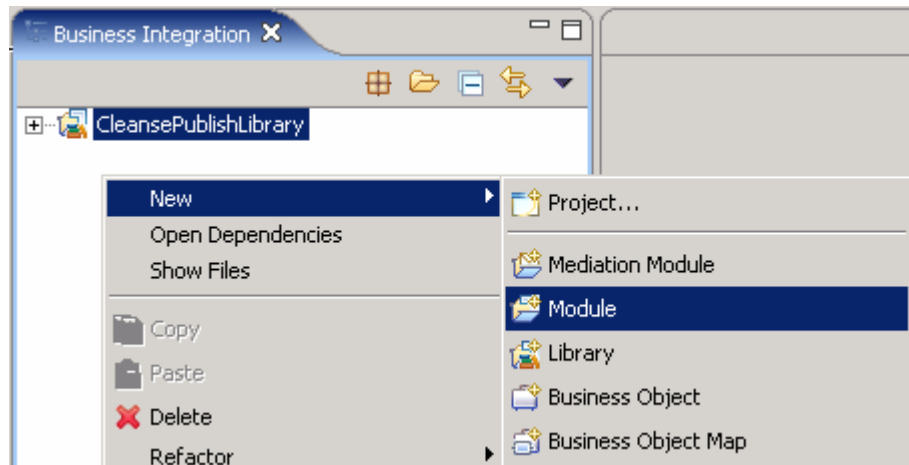 Business Integration
CleansePublishLibrary
New
Open Dependencies
Show Files
Copy
Paste
Delete
Refactor
Project...
Mediation Module
Module
Library
Business Object
Business Object Map